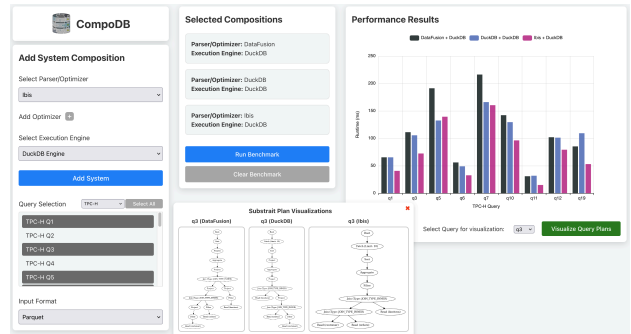 CompoDB
Add System Composition
Select Parser/Optimizer
Ibis
Add Optimizer +
Select Execution Engine
DuckDB Engine
Add System
Query Selection TPC-H Select All
TPC-H Q1
TPC-H Q2
TPC-H Q3
TPC-H Q4
TPC-H Q5
Input Format
Parquet
Selected Compositions
Parser/Optimizer: DataFusion
Execution Engine: DuckDB
Parser/Optimizer: DuckDB
Execution Engine: DuckDB
Parser/Optimizer: Ibis
Execution Engine: DuckDB
Run Benchmark
Clear Benchmark
Performance Results
DataFusion + DuckDB DuckDB + DuckDB Ibis + DuckDB
250
200
150
100
50
0
Runtime (ms)
q1 q3 q5 q6 q7 q10 q11 q12 q19
TPC-H Query
Select Query for visualization: q3 Visualize Query Plans
Substrait Plan Visualizations
q3 (DataFusion) q3 (DuckDB) q3 (Ibis)
Root
Sort
Aggregate
Filter